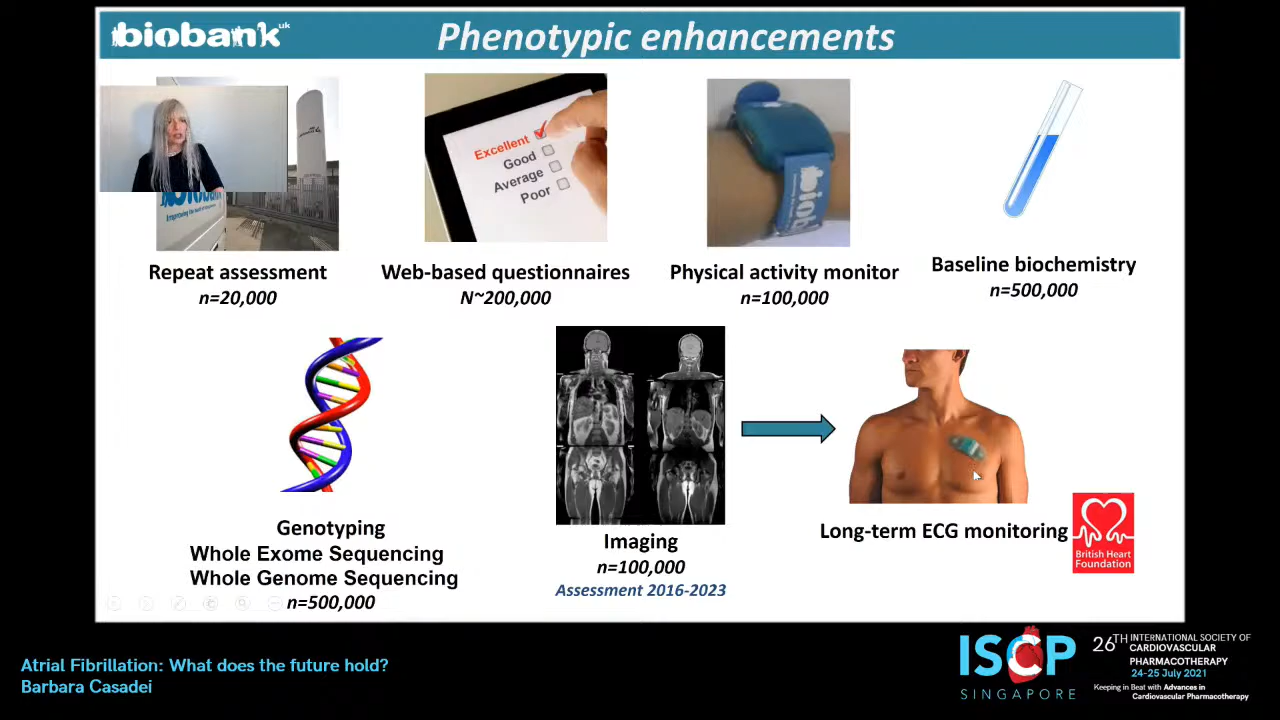 biobank uk
Phenotypic enhancements
Excellent
Good
Average
Poor
Repeat assessment
n=20,000
Web-based questionnaires
N~200,000
Physical activity monitor
n=100,000
Baseline biochemistry
n=500,000
Genotyping
Whole Exome Sequencing
Whole Genome Sequencing
n=500,000
Imaging
n=100,000
Assessment 2016-2023
Long-term ECG monitoring
British Heart
Foundation
Atrial Fibrillation: What does the future hold?
Barbara Casadei
ISCP
SINGAPORE
26TH INTERNATIONAL SOCIETY OF
CARDIOVASCULAR
PHARMACOTHERAPY
24-25 July 2021
Keeping in Beat with Advances in
Cardiovascular Pharmacotherapy